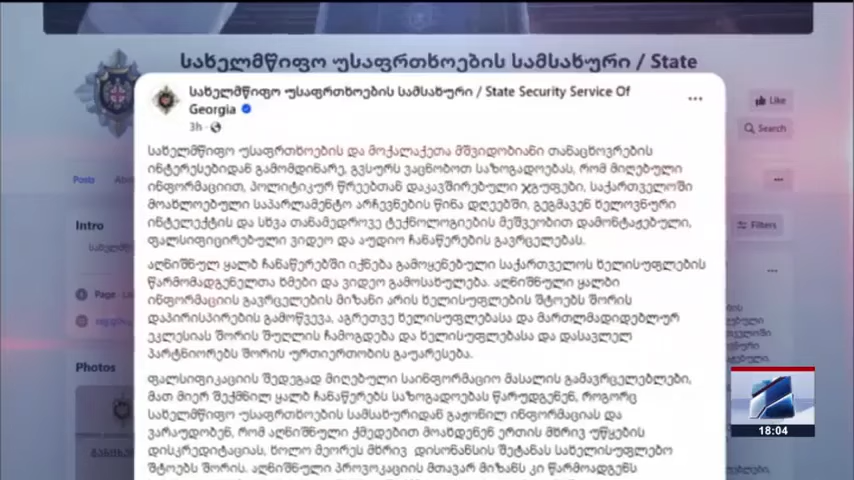 სახელმწიფო უსაფრთხოების სამსახური / State
სახელმწიფო უსაფრთხოების სამსახური / State Security Service Of
Georgia
3h
Like
Search
Posts
Intro
Filters
Page
Photos
სახელმწიფო უსაფრთხოების და მოქალაქეთა მშვიდობიანი თანაცხოვრების
ინტერესებიდან გამომდინარე, გვსურს ვაცნობოთ საზოგადოებას, რომ მიღებული
ინფორმაციით, პოლიტიკურ წრეებთან დაკავშირებული ჯგუფები, საქართველოში
მოახლოებული საპარლამენტო არჩევნების წინა დღეებში, გეგმავენ ხელოვნური
ინტელექტის და სხვა თანამედროვე ტექნოლოგიების მეშვეობით დამონტაჟებული,
ფალსიფიცირებული ვიდეო და აუდიო ჩანაწერების გავრცელებას.
აღნიშნულ ყალბ ჩანაწერებში იქნება გამოყენებული საქართველოს ხელისუფლების
წარმომადგენელთა ხმები და ვიდეო გამოსახულება. აღნიშნული ყალბი
ინფორმაციის გავრცელების მიზანი არის ხელისუფლების შტოებს შორის
დაპირისპირების გამოწვევა, აგრეთვე ხელისუფლებასა და მართლმადიდებლურ
ეკლესიას შორის შუღლის ჩამოგდება და ხელისუფლებასა და დასავლელ
პარტნიორებს შორის ურთიერთობის გაუარესება.
ფალსიფიკაციის შედეგად მიღებული საინფორმაციო მასალის გამავრცელებლები,
მათ მიერ შექმნილ ყალბ ჩანაწერებს საზოგადოებას წარუდგენენ, როგორც
სახელმწიფო უსაფრთხოების სამსახურიდან გაჟონილ ინფორმაციას და
ვარაუდობენ, რომ აღნიშნული ქმედებით მოახდენენ ერთის მხრივ უწყების
დისკრედიტაციას, ხოლო მეორეს მხრივ დისონანსის შეტანას სახელისუფლებო
შტოებს შორის. აღნიშნული პროვოკაციის მთავარ მიზანს კი წარმოადგენს
18:04